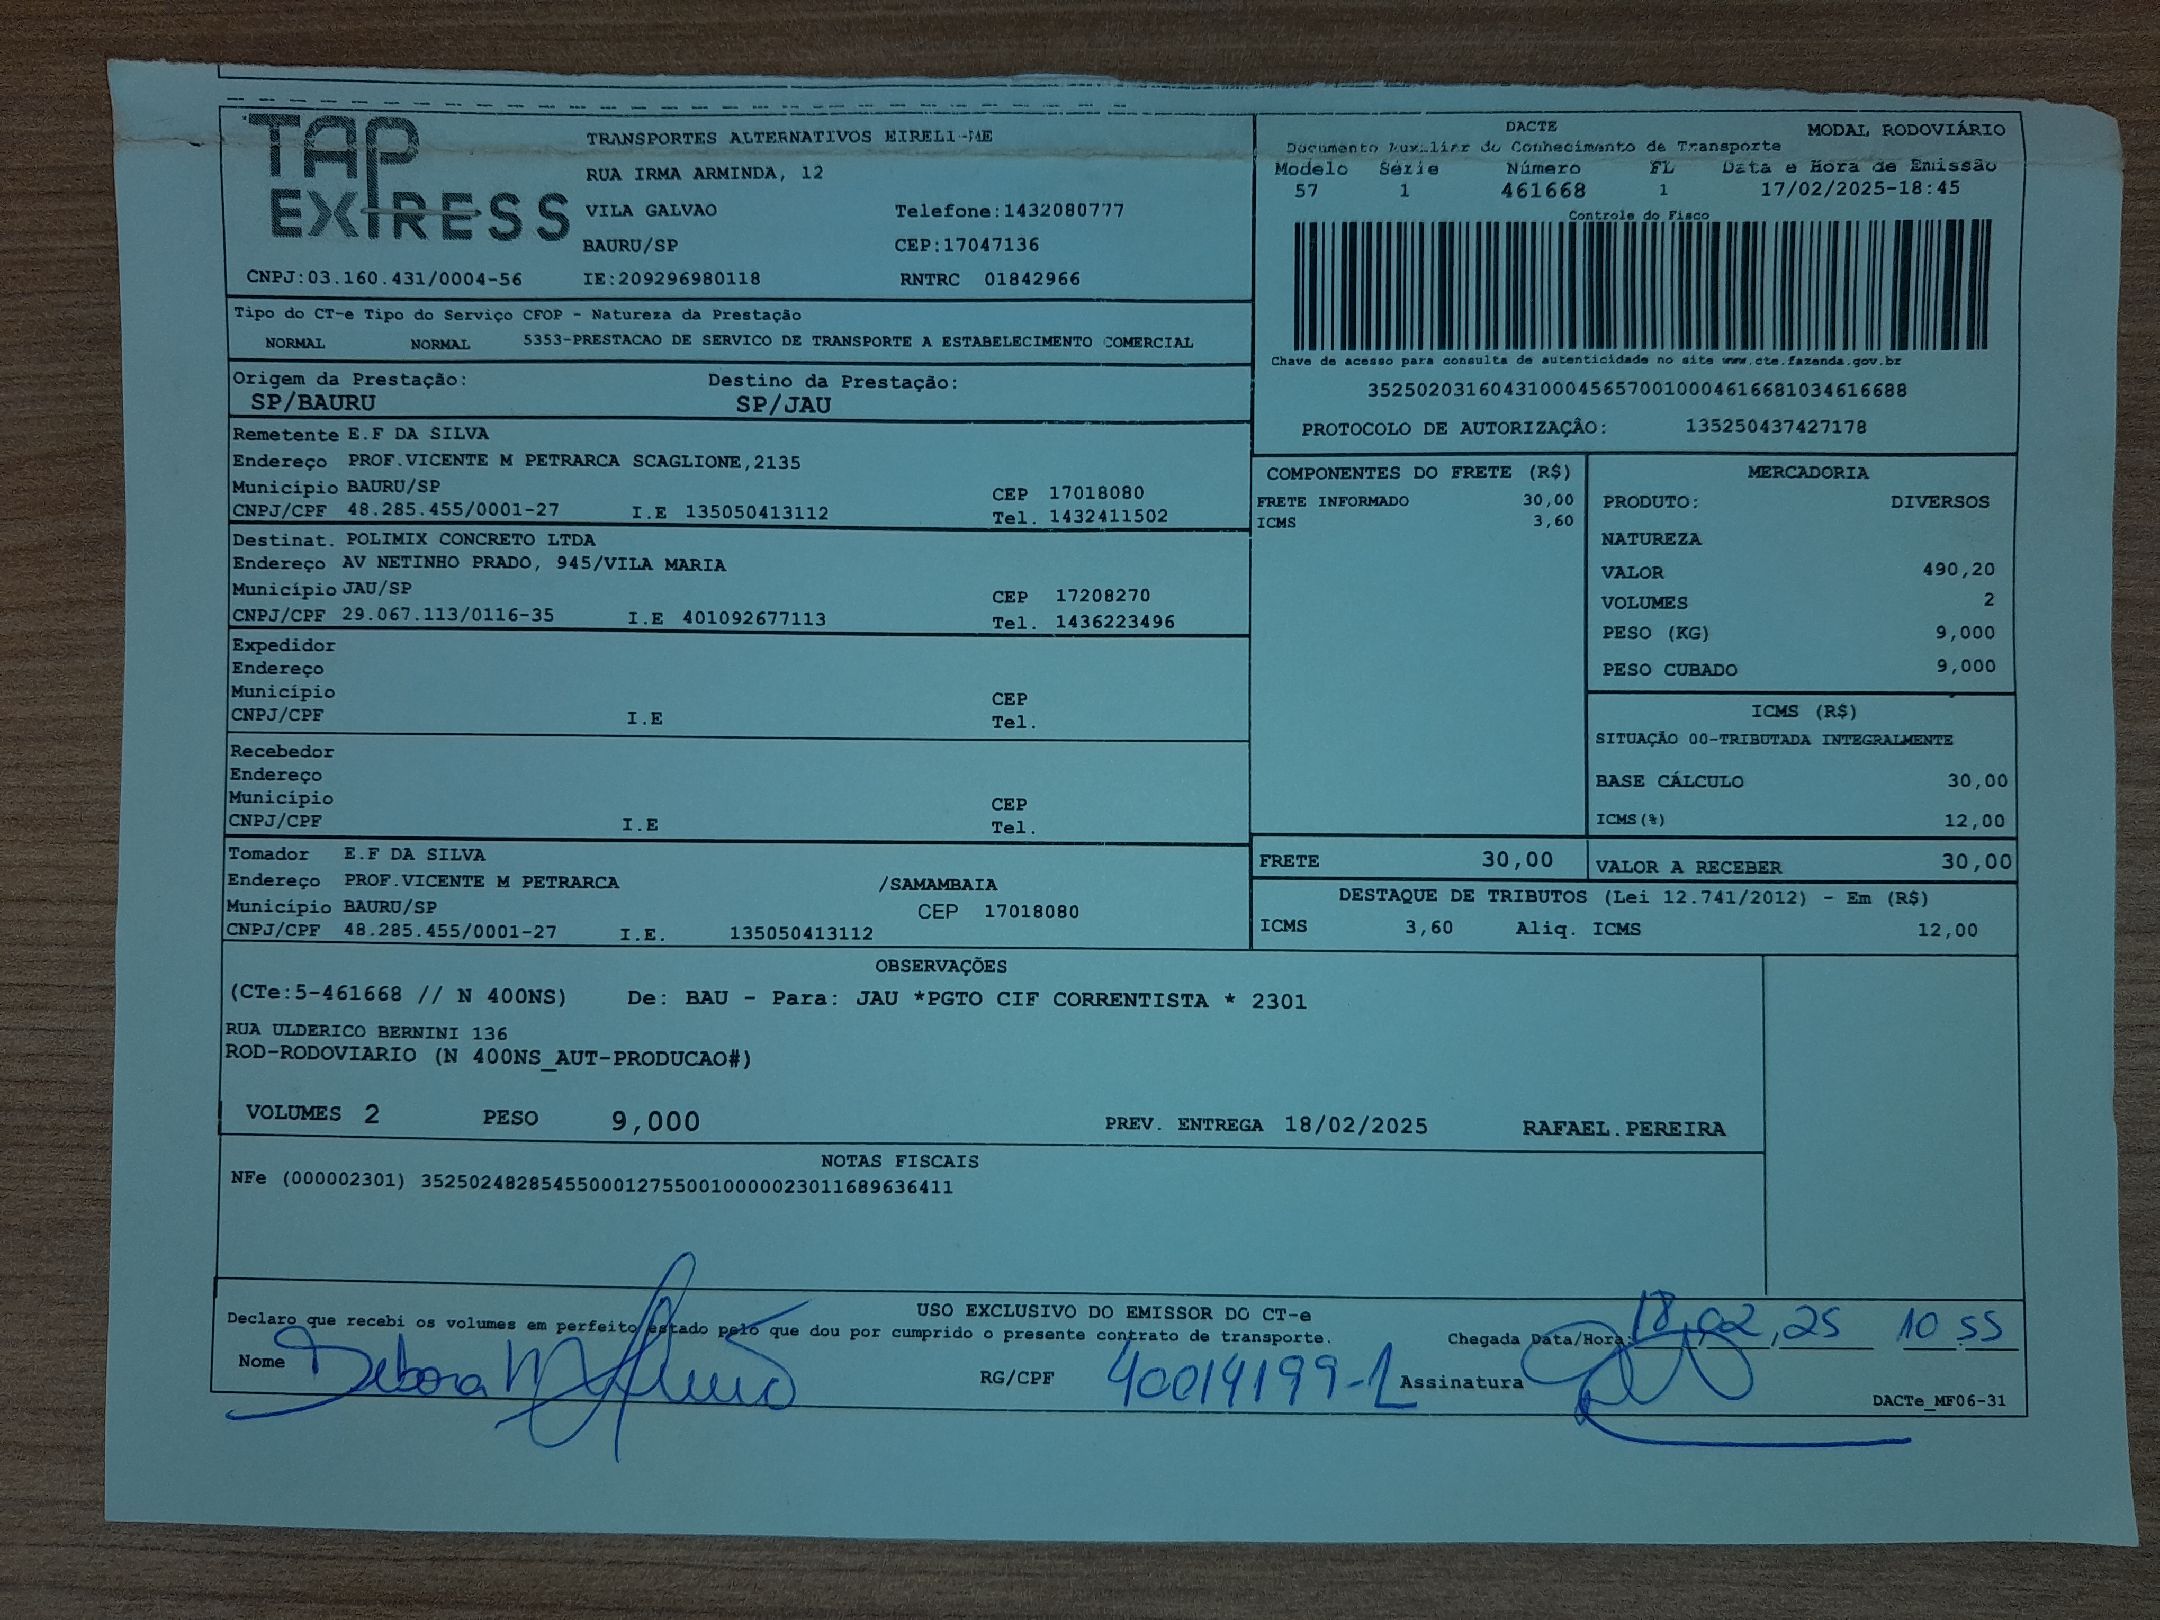 TAP EXPRESS
TRANSPORTES ALTERNATIVOS EIRELI-ME
RUA IRMA ARMINDA, 12
VILA GALVAO Telefone:1432080777
BAURU/SP CEP:17047136
CNPJ:03.160.431/0004-56 IE:209296980118 RNTRC 01842966
DACTE MODAL RODOVIÁRIO
Documento Auxiliar do Conhecimento de Transporte
Modelo Série Número FL Data e Hora de Emissão
57 1 461668 1 17/02/2025-18:45
Controle do Fisco
Chave de acesso para consulta de autenticidade no site www.cte.fazenda.gov.br
35250203160431000456570010004616681034616688
PROTOCOLO DE AUTORIZAÇÃO: 135250437427178
Tipo do CT-e Tipo do Serviço CFOP - Natureza da Prestação
NORMAL NORMAL 5353-PRESTACAO DE SERVICO DE TRANSPORTE A ESTABELECIMENTO COMERCIAL
Origem da Prestação: Destino da Prestação:
SP/BAURU SP/JAU
Remetente E.F DA SILVA
Endereço PROF.VICENTE M PETRARCA SCAGLIONE,2135
Município BAURU/SP CEP 17018080
CNPJ/CPF 48.285.455/0001-27 I.E 135050413112 Tel. 1432411502
Destinat. POLIMIX CONCRETO LTDA
Endereço AV NETINHO PRADO, 945/VILA MARIA
Município JAU/SP CEP 17208270
CNPJ/CPF 29.067.113/0116-35 I.E 401092677113 Tel. 1436223496
Expedidor
Endereço
Município CEP
CNPJ/CPF I.E Tel.
Recebedor
Endereço
Município CEP
CNPJ/CPF I.E Tel.
Tomador E.F DA SILVA
Endereço PROF.VICENTE M PETRARCA /SAMAMBAIA
Município BAURU/SP CEP 17018080
CNPJ/CPF 48.285.455/0001-27 I.E. 135050413112
COMPONENTES DO FRETE (R$)
FRETE INFORMADO 30,00
ICMS 3,60
MERCADORIA
PRODUTO: DIVERSOS
NATUREZA
VALOR 490,20
VOLUMES 2
PESO (KG) 9,000
PESO CUBADO 9,000
ICMS (R$)
SITUAÇÃO 00-TRIBUTADA INTEGRALMENTE
BASE CÁLCULO 30,00
ICMS(%) 12,00
FRETE 30,00 VALOR A RECEBER 30,00
DESTAQUE DE TRIBUTOS (Lei 12.741/2012) - Em (R$)
ICMS 3,60 Aliq. ICMS 12,00
OBSERVAÇÕES
(CTe:5-461668 // N 400NS) De: BAU - Para: JAU *PGTO CIF CORRENTISTA * 2301
RUA ULDERICO BERNINI 136
ROD-RODOVIARIO (N 400NS_AUT-PRODUCAO#)
VOLUMES 2 PESO 9,000 PREV. ENTREGA 18/02/2025 RAFAEL.PEREIRA
NOTAS FISCAIS
NFe (000002301) 35250248285455000127550010000023011689636411
USO EXCLUSIVO DO EMISSOR DO CT-e
Declaro que recebi os volumes em perfeito estado pelo que dou por cumprido o presente contrato de transporte.
Chegada Data/Hora: 18,02,25 10 55
Nome Debora M RG/CPF 40014199-1 Assinatura
DACTe_MF06-31